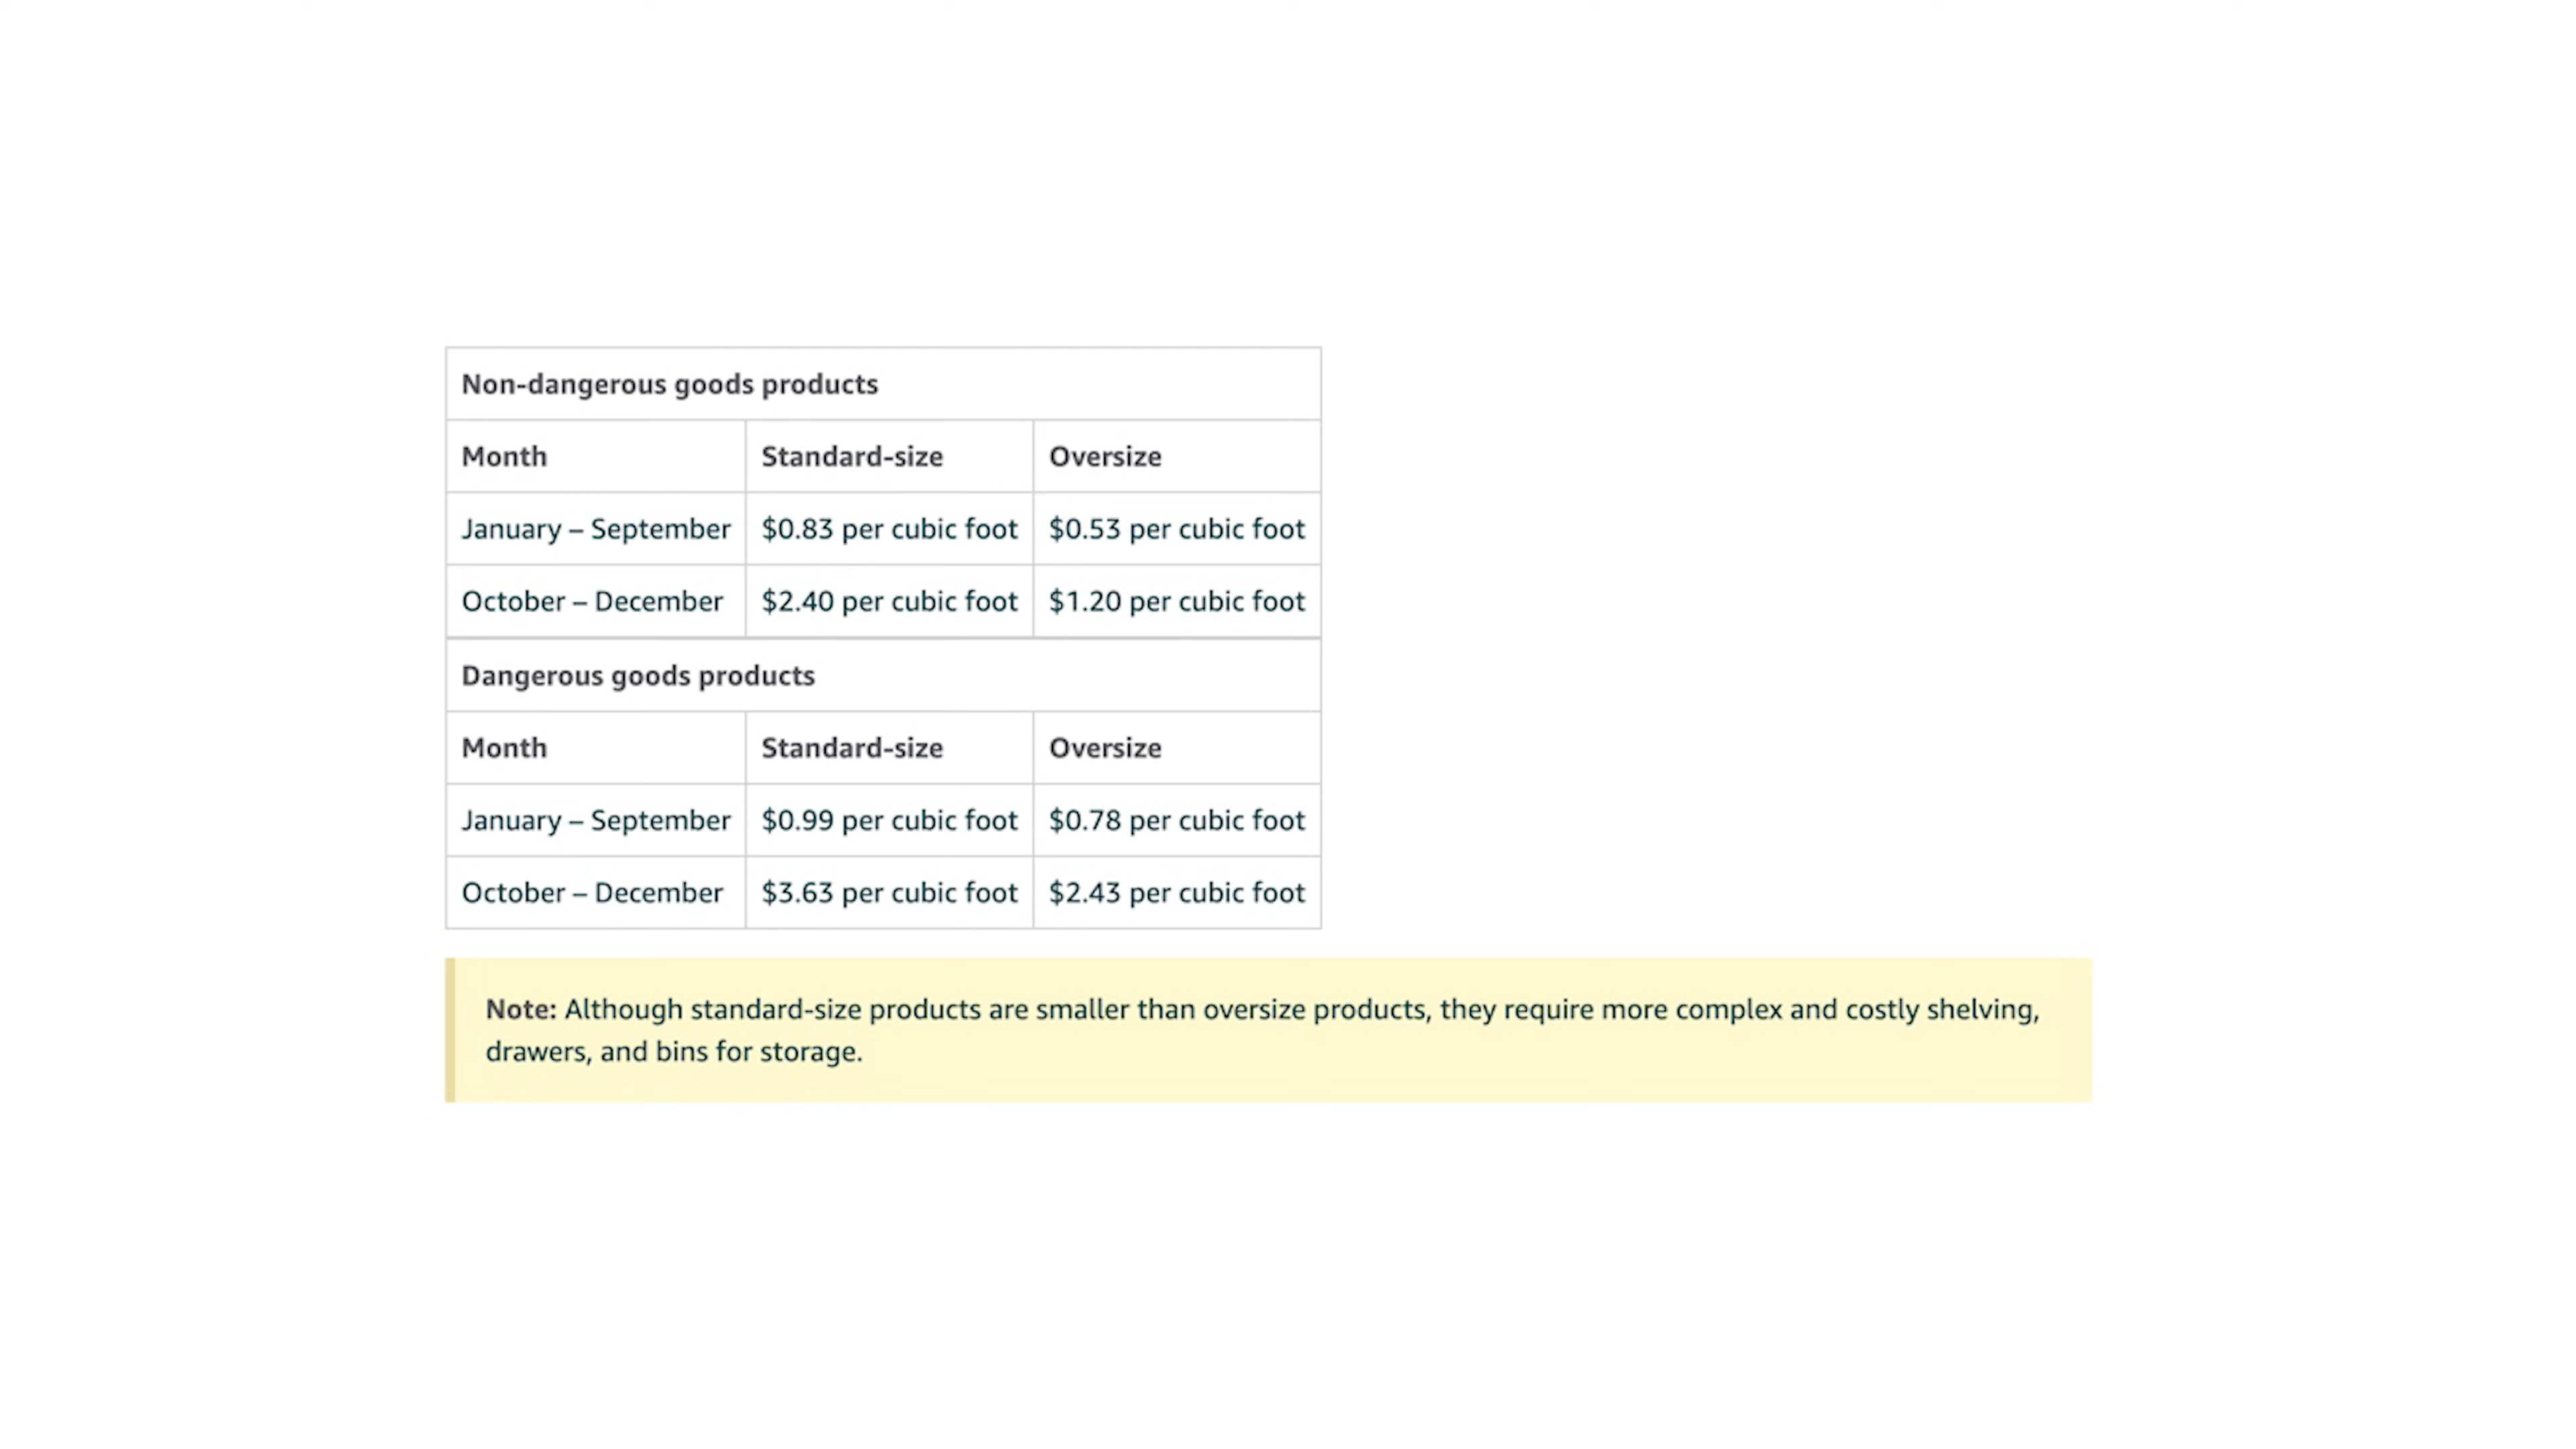 Non-dangerous goods products
Month Standard-size Oversize
January – September $0.83 per cubic foot $0.53 per cubic foot
October – December $2.40 per cubic foot $1.20 per cubic foot
Dangerous goods products
Month Standard-size Oversize
January – September $0.99 per cubic foot $0.78 per cubic foot
October – December $3.63 per cubic foot $2.43 per cubic foot
Note: Although standard-size products are smaller than oversize products, they require more complex and costly shelving,
drawers, and bins for storage.